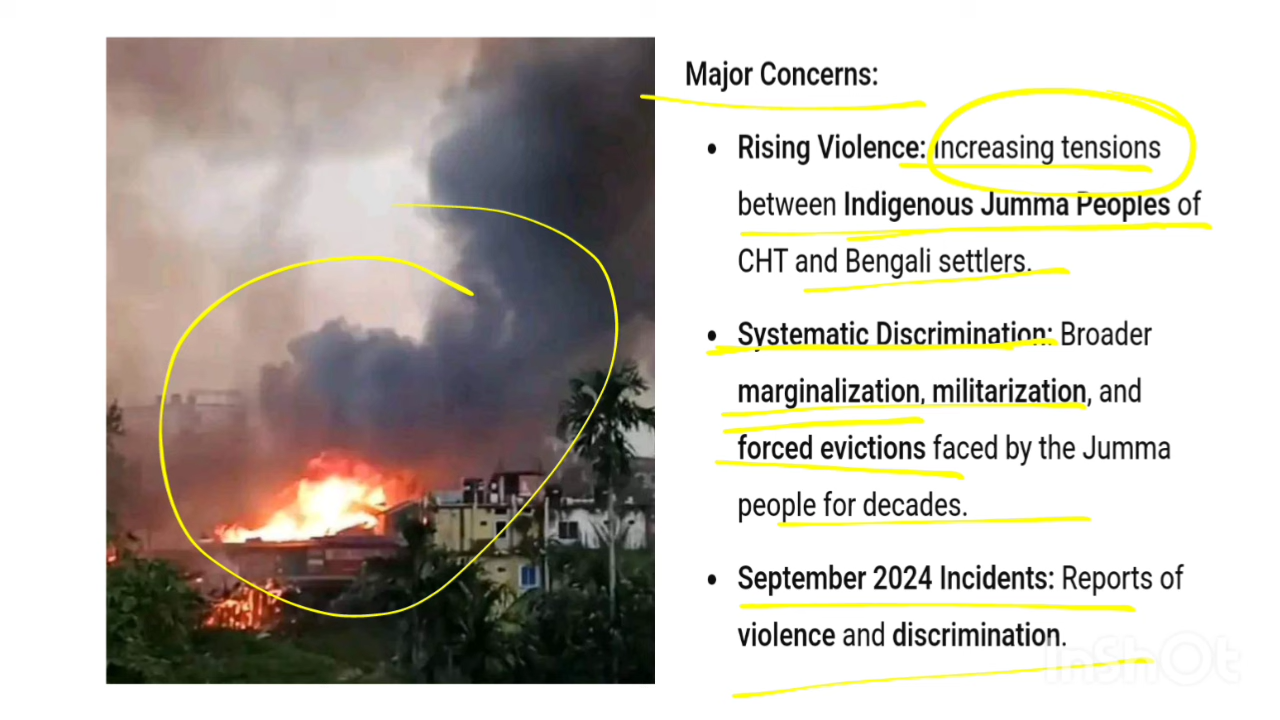 Major Concerns:
• Rising Violence: Increasing tensions
between Indigenous Jumma Peoples of
CHT and Bengali settlers.
• Systematic Discrimination: Broader
marginalization, militarization, and
forced evictions faced by the Jumma
people for decades.
• September 2024 Incidents: Reports of
violence and discrimination.
InShOt